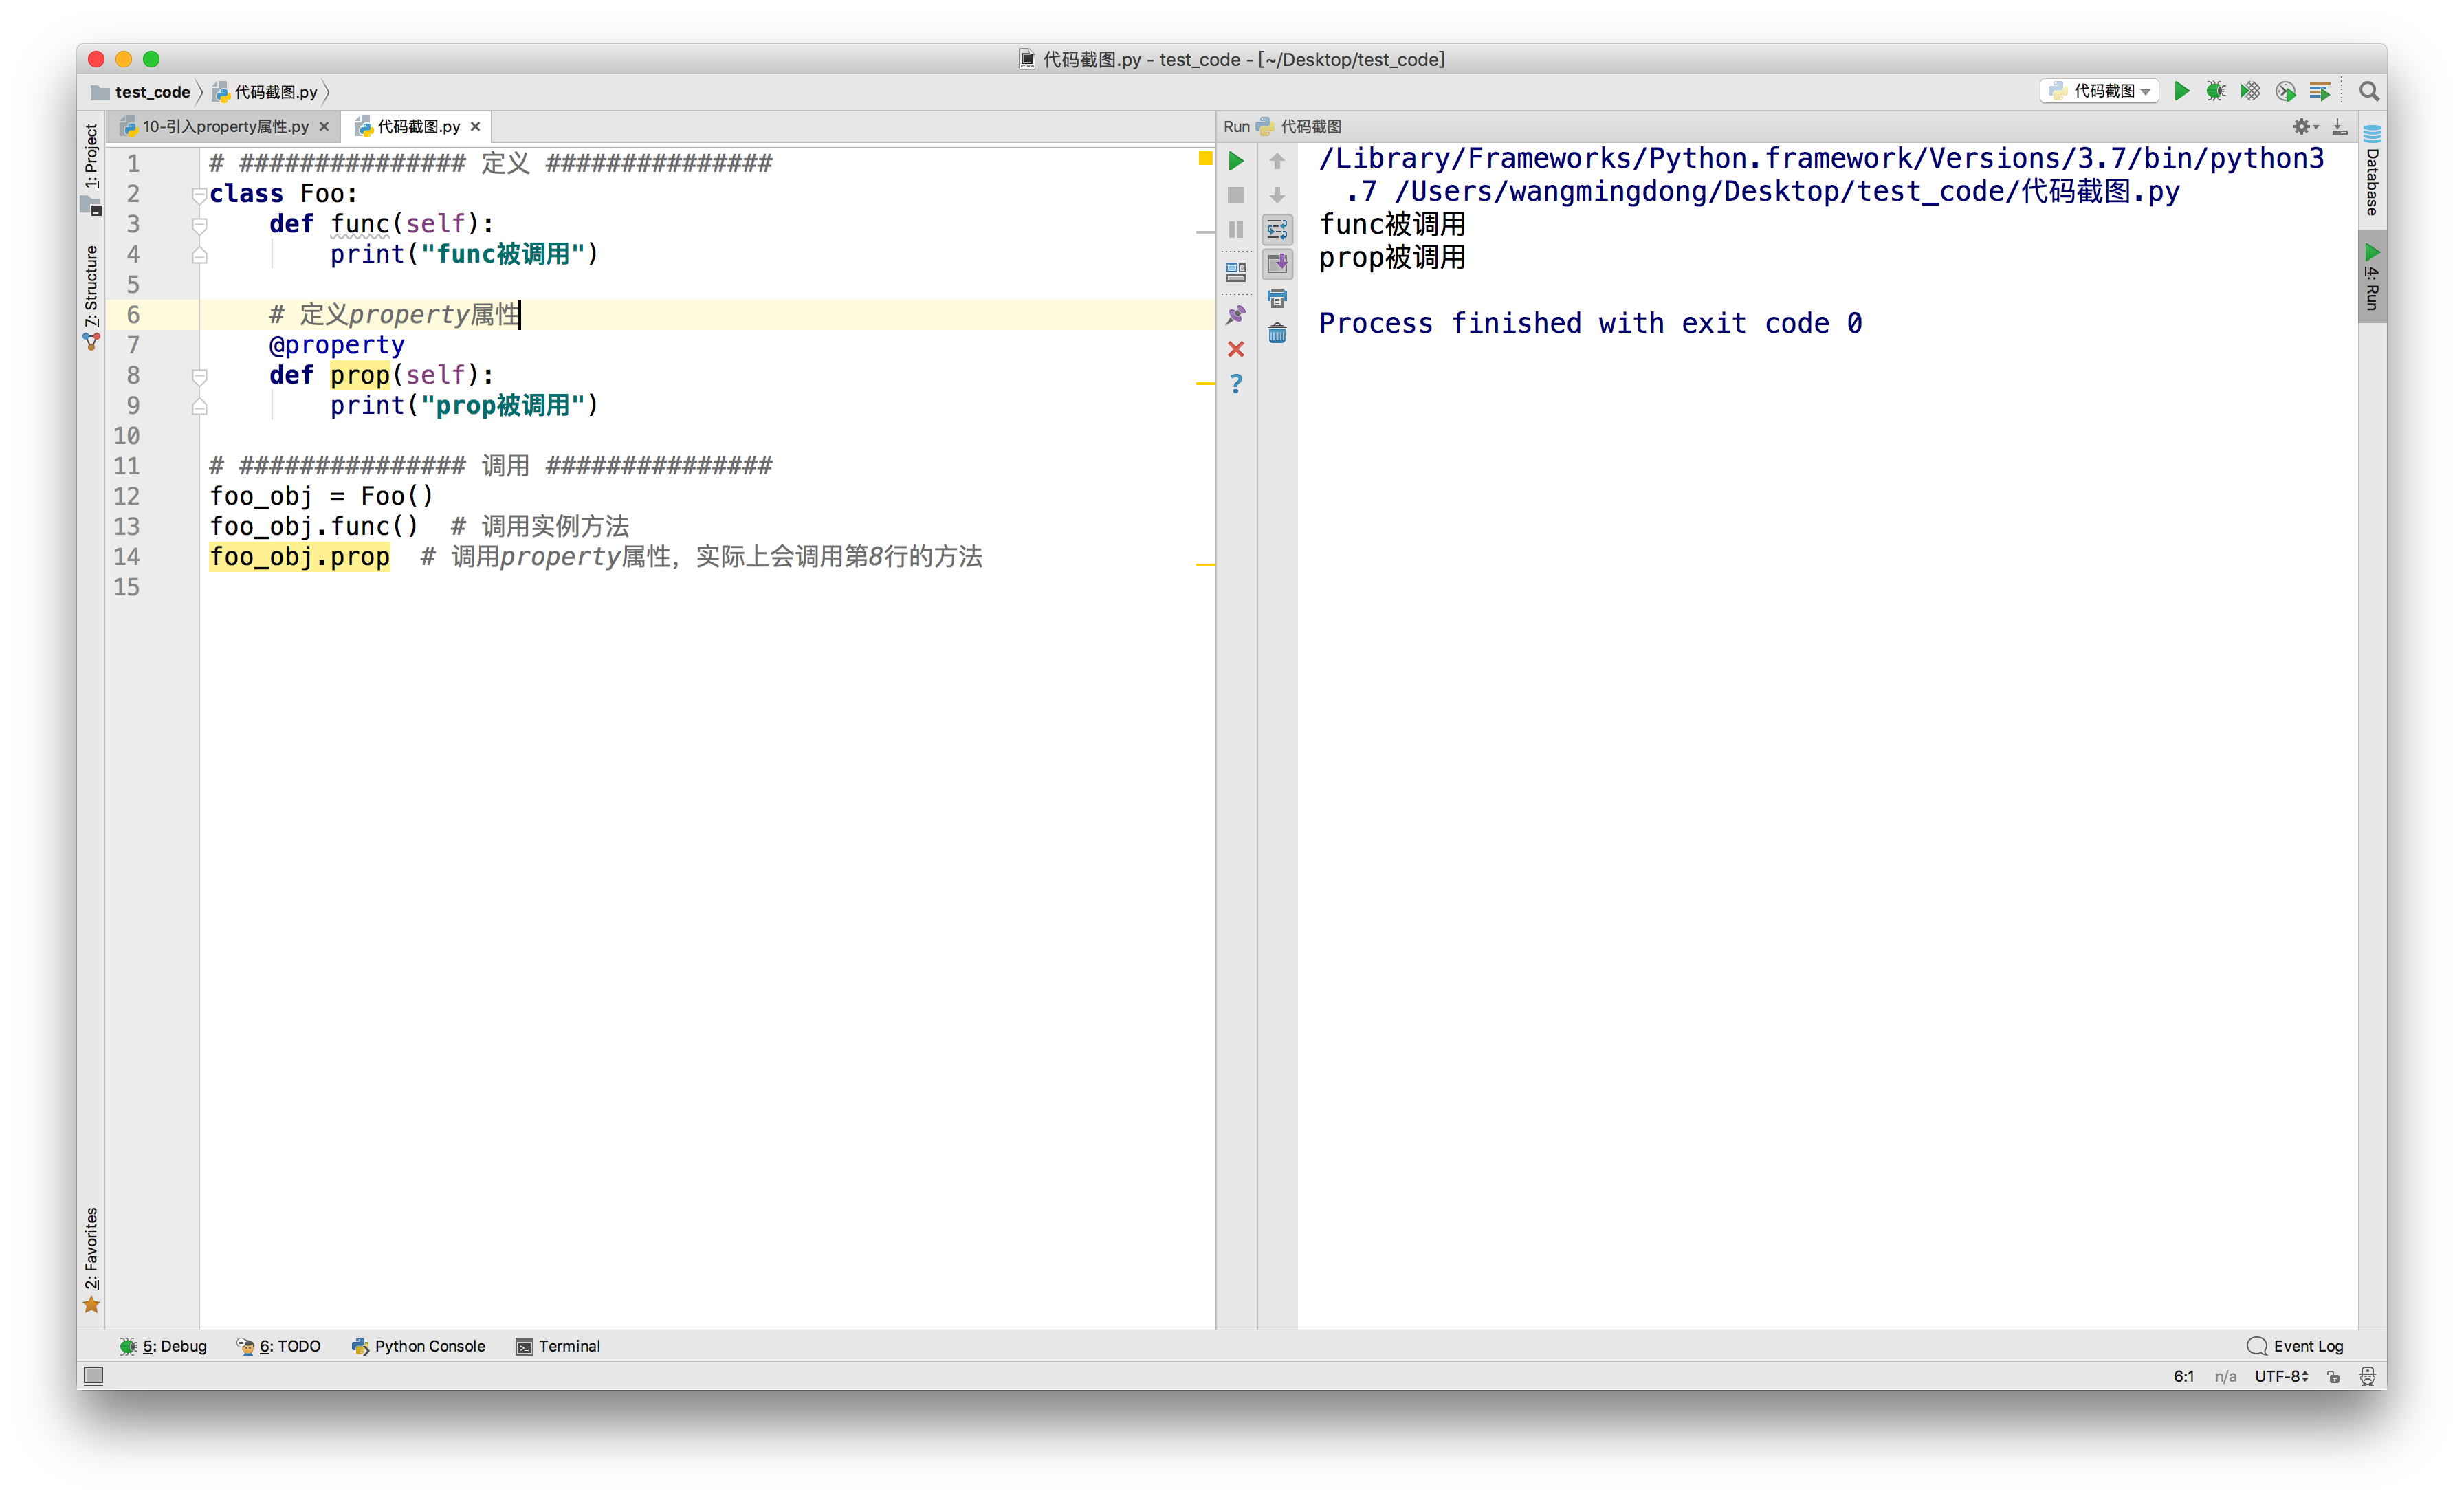 代码截图.py - test_code - [~/Desktop/test_code]
test_code 代码截图.py
代码截图
10-引入property属性.py
代码截图.py
Run 代码截图
1: Project
7: Structure
2: Favorites
1 # ############### 定义 ###############
2 class Foo:
3 def func(self):
4 print("func被调用")
5
6 # 定义property属性
7 @property
8 def prop(self):
9 print("prop被调用")
10
11 # ############### 调用 ###############
12 foo_obj = Foo()
13 foo_obj.func() # 调用实例方法
14 foo_obj.prop # 调用property属性，实际上会调用第8行的方法
15
/Library/Frameworks/Python.framework/Versions/3.7/bin/python3
.7 /Users/wangmingdong/Desktop/test_code/代码截图.py
func被调用
prop被调用
Process finished with exit code 0
Database
4: Run
5: Debug
6: TODO
Python Console
Terminal
Event Log
6:1 n/a UTF-8